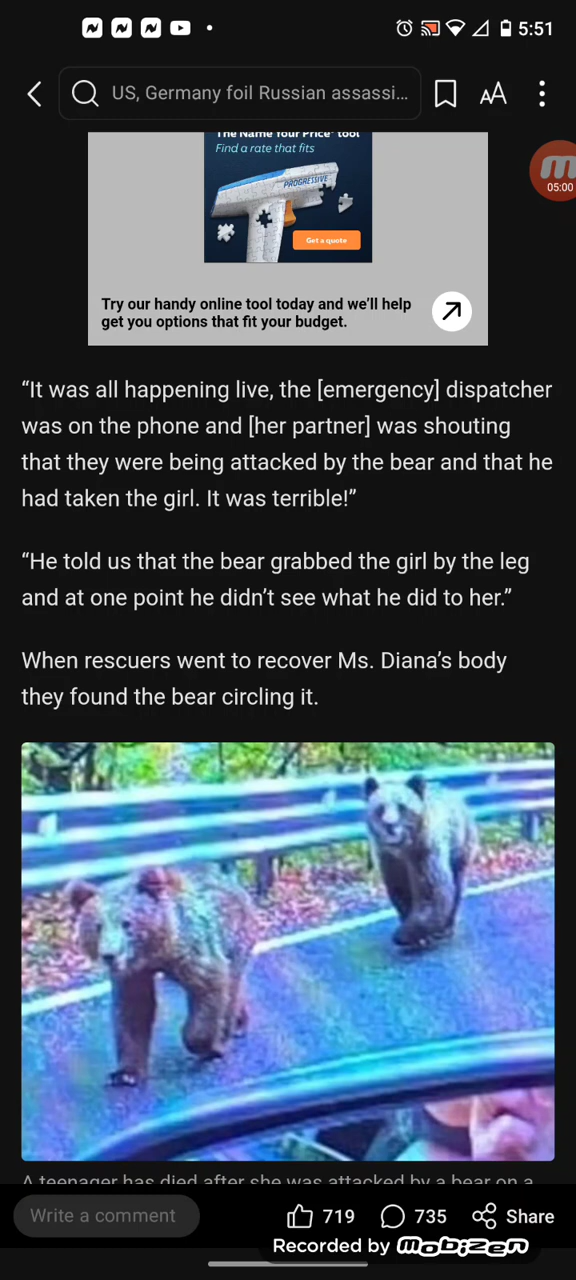 5:51
US, Germany foil Russian assassi...
05:00
The Name Your Price® tool
Find a rate that fits
PROGRESSIVE
Get a quote
Try our handy online tool today and we'll help
get you options that fit your budget.
“It was all happening live, the [emergency] dispatcher
was on the phone and [her partner] was shouting
that they were being attacked by the bear and that he
had taken the girl. It was terrible!”
“He told us that the bear grabbed the girl by the leg
and at one point he didn’t see what he did to her.”
When rescuers went to recover Ms. Diana’s body
they found the bear circling it.
A teenager has died after she was attacked by a bear on a
Write a comment
719
735
Share
Recorded by mobizen